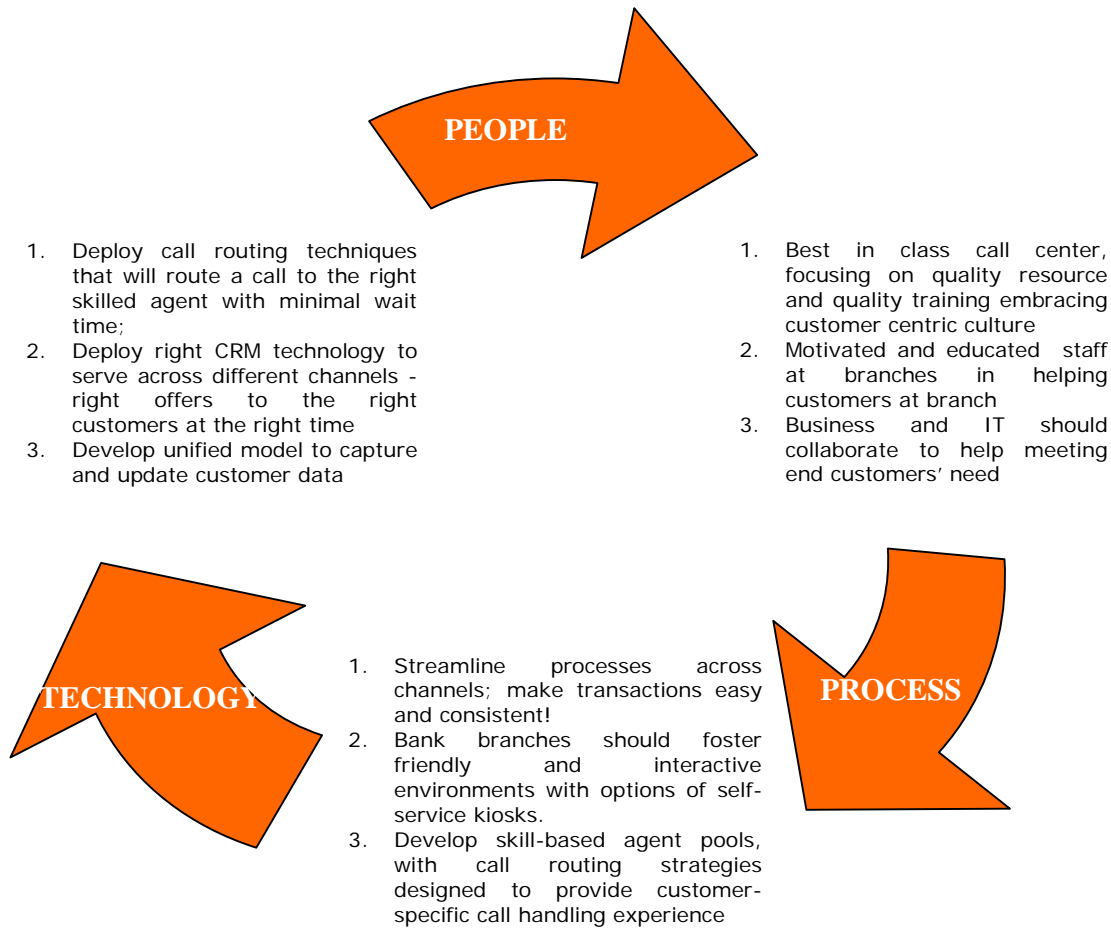 PEOPLE
1. Deploy call routing techniques
that will route a call to the right
skilled agent with minimal wait
time;
2. Deploy right CRM technology to
serve across different channels -
right offers to the right
customers at the right time
3. Develop unified model to capture
and update customer data
1. Best in class call center,
focusing on quality resource
and quality training embracing
customer centric culture
2. Motivated and educated staff
at branches in helping
customers at branch
3. Business and IT should
collaborate to help meeting
end customers' need
TECHNOLOGY
1. Streamline processes across
channels; make transactions easy
and consistent!
2. Bank branches should foster
friendly and interactive
environments with options of self-
service kiosks.
3. Develop skill-based agent pools,
with call routing strategies
designed to provide customer-
specific call handling experience
PROCESS